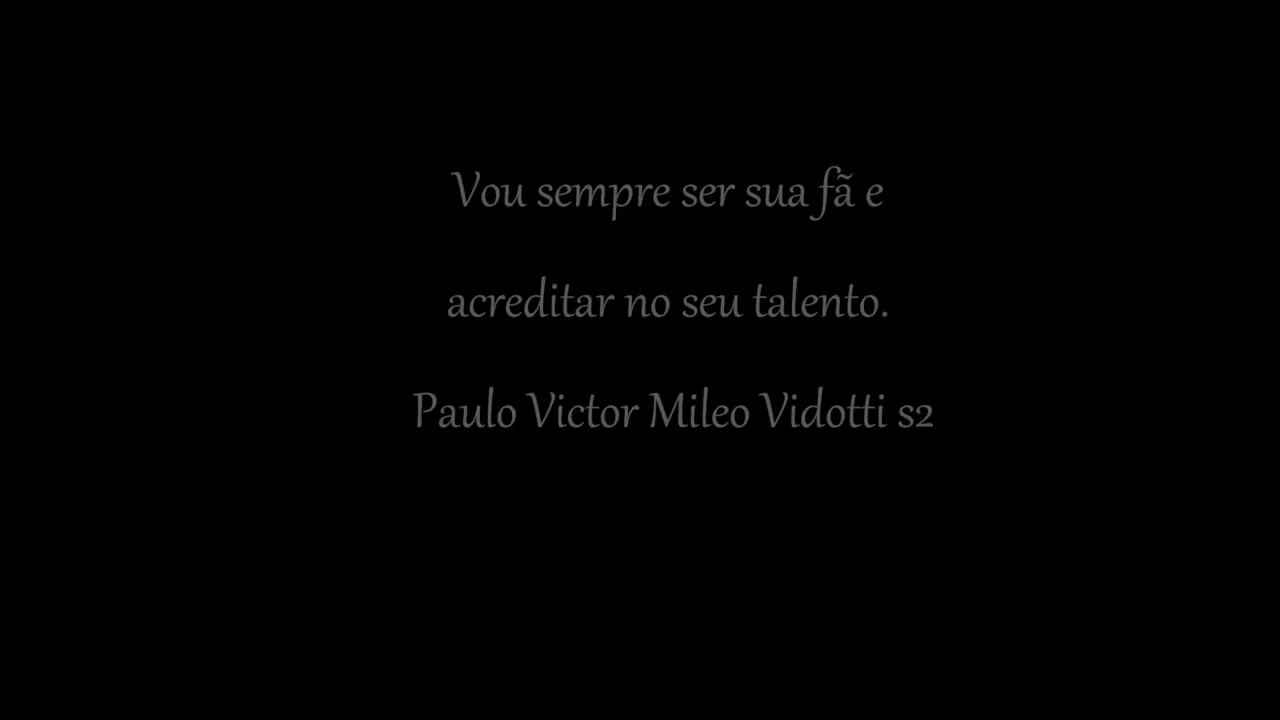 Vou sempre ser sua fã e
acreditar no seu talento.
Paulo Victor Mileo Vidotti s2